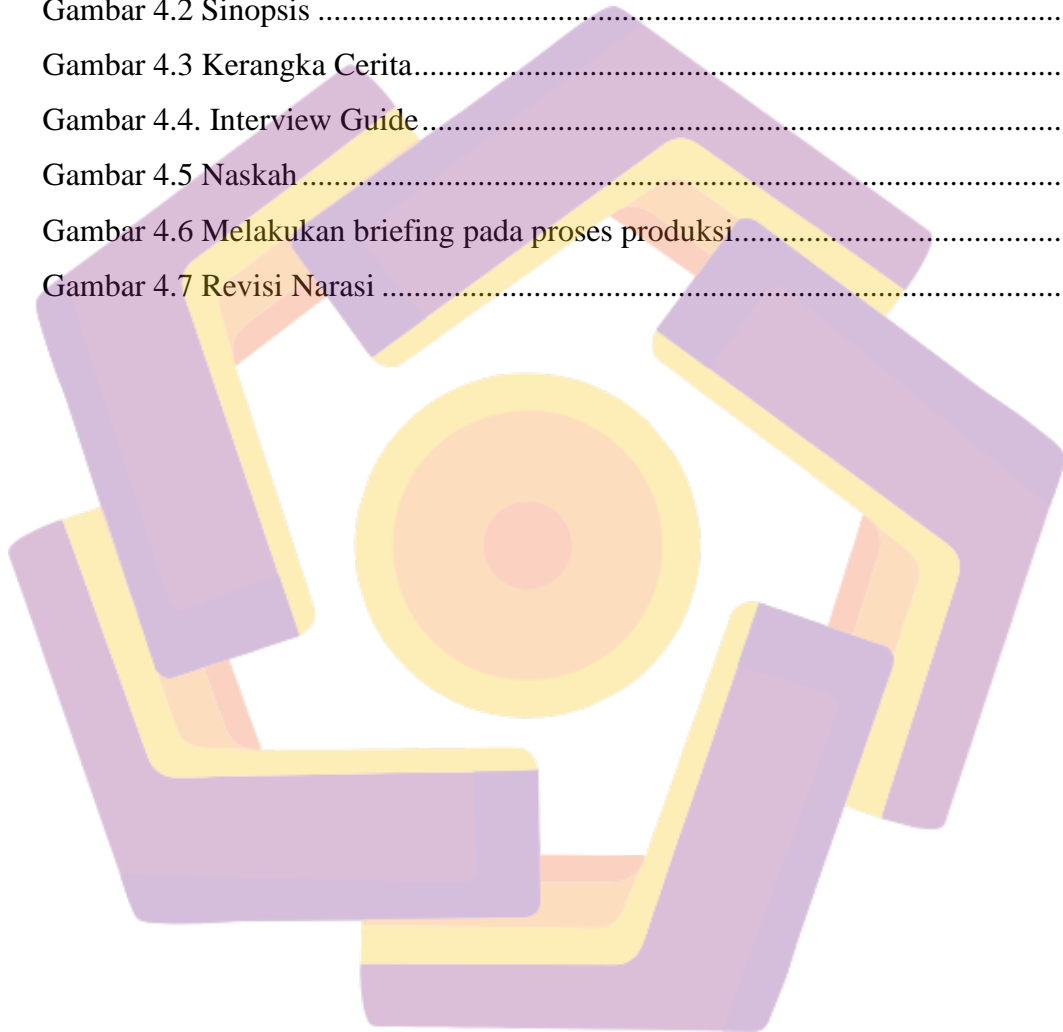 Gambar 4.2 Sinopsis ....................................................................................................
Gambar 4.3 Kerangka Cerita................................................................................
Gambar 4.4. Interview Guide...............................................................................
Gambar 4.5 Naskah..............................................................................................
Gambar 4.6 Melakukan briefing pada proses produksi........................................
Gambar 4.7 Revisi Narasi ....................................................................................